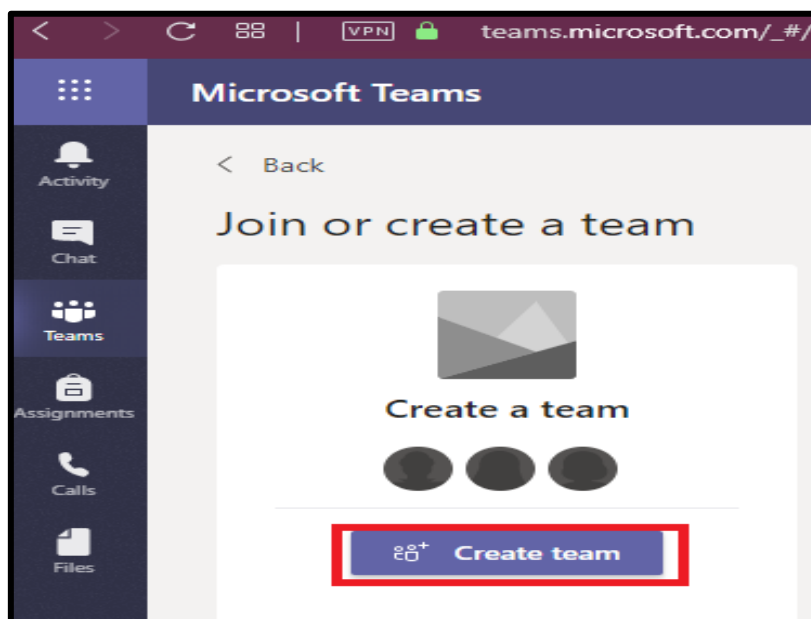 VPN teams.microsoft.com/_#/
Microsoft Teams
Activity
Chat
Teams
Assignments
Calls
Files
< Back
Join or create a team
Create a team
Create team